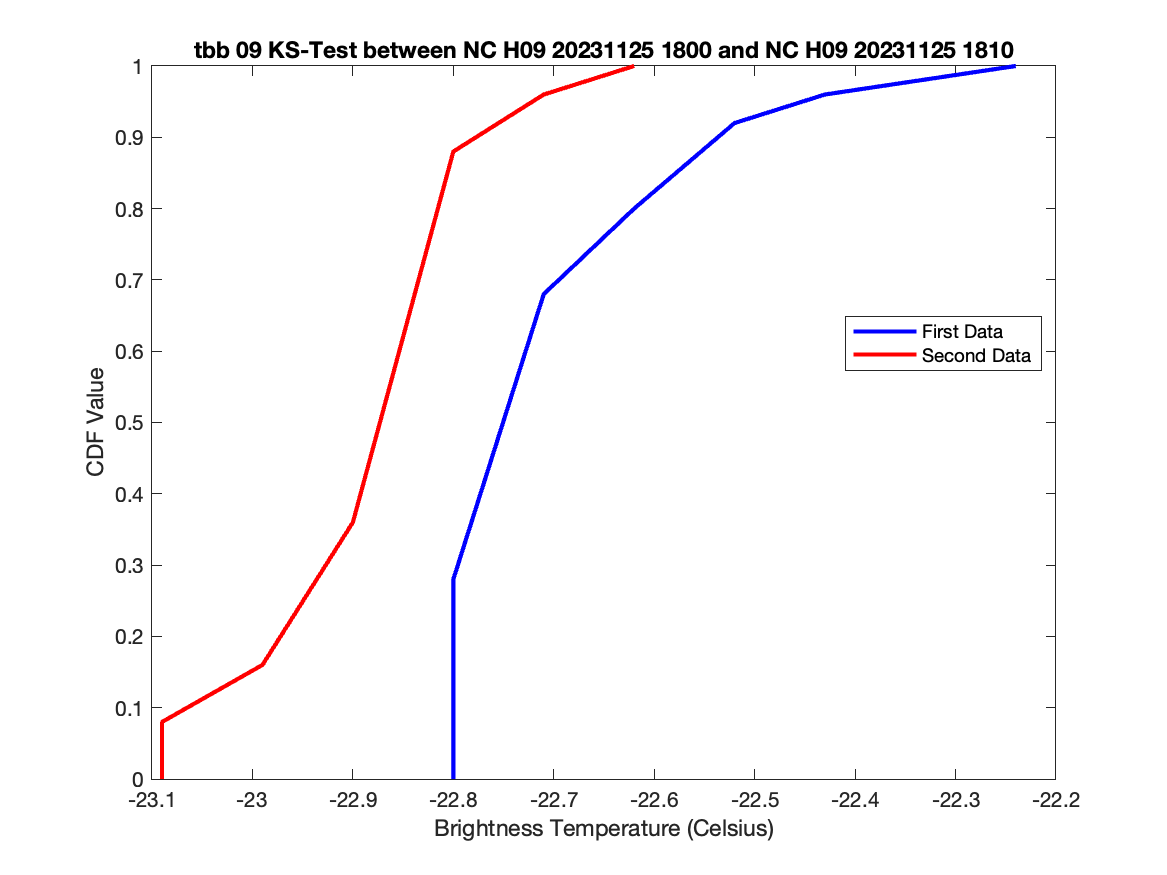 tbb 09 KS-Test between NC H09 20231125 1800 and NC H09 20231125 1810
1
0.9
0.8
0.7
0.6
0.5
0.4
0.3
0.2
0.1
0
CDF Value
First Data
Second Data
-23.1 -23 -22.9 -22.8 -22.7 -22.6 -22.5 -22.4 -22.3 -22.2
Brightness Temperature (Celsius)